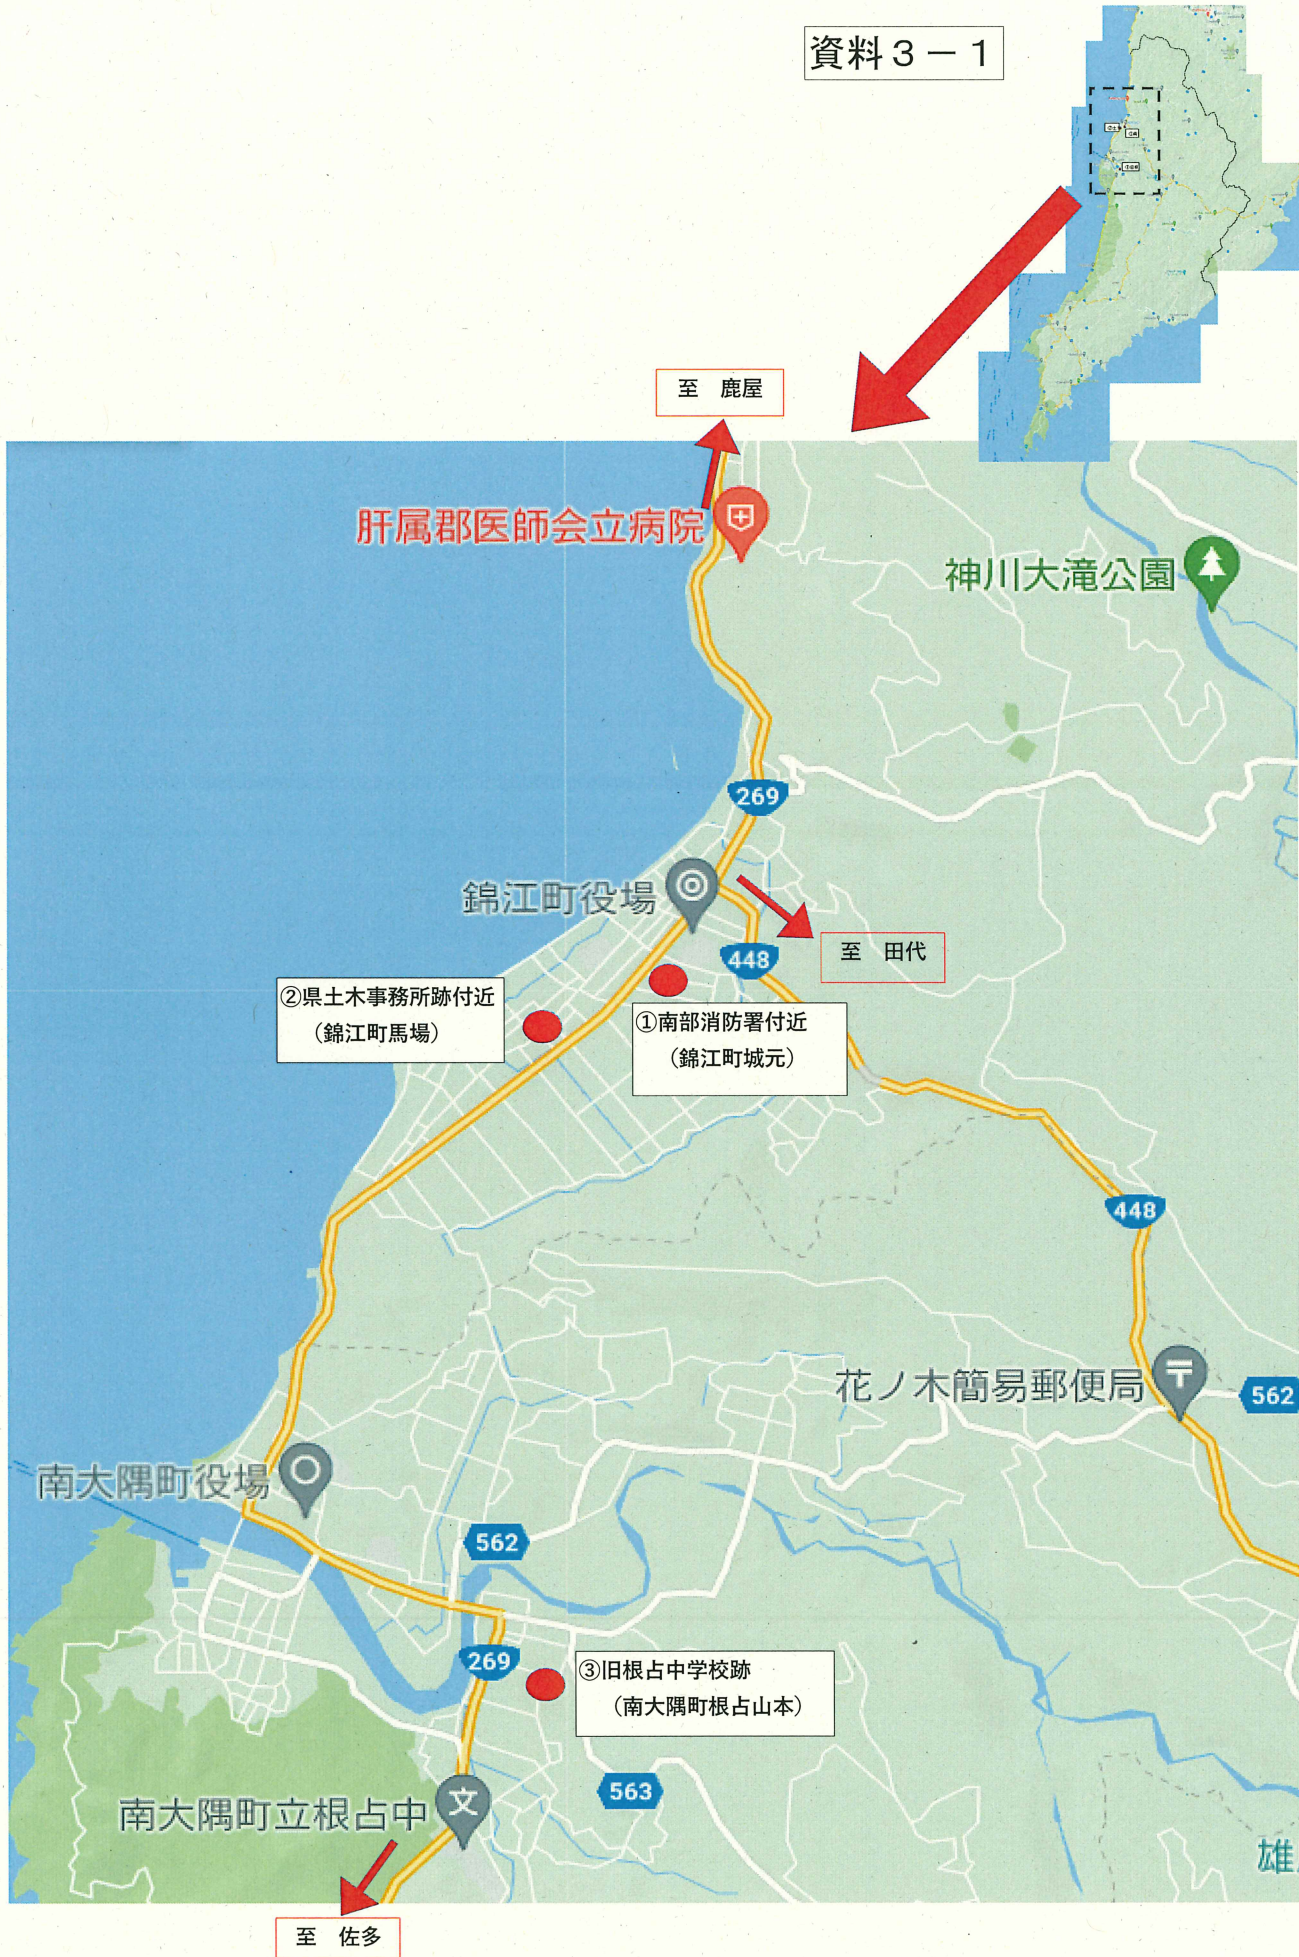 資料３－１
至　鹿屋
肝属郡医師会立病院
神川大滝公園
269
錦江町役場
448
至　田代
②県土木事務所跡付近
（錦江町馬場）
①南部消防署付近
（錦江町城元）
448
花ノ木簡易郵便局
562
南大隅町役場
562
269
③旧根占中学校跡
（南大隅町根占山本）
563
南大隅町立根占中
文
雄
至　佐多